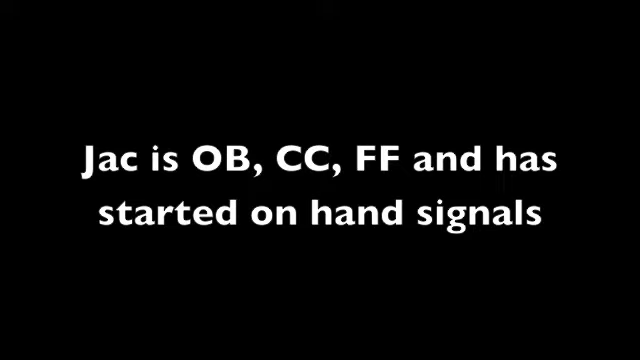 Jac is OB, CC, FF and has
started on hand signals